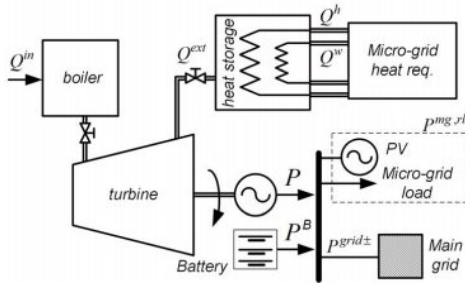 Q^in
boiler
Q^ext
heat storage
Q^h
Q^w
Micro-grid
heat req.
turbine
P
P^mg,rl
PV
Micro-grid
load
Battery
P^B
P^grid±
Main
grid